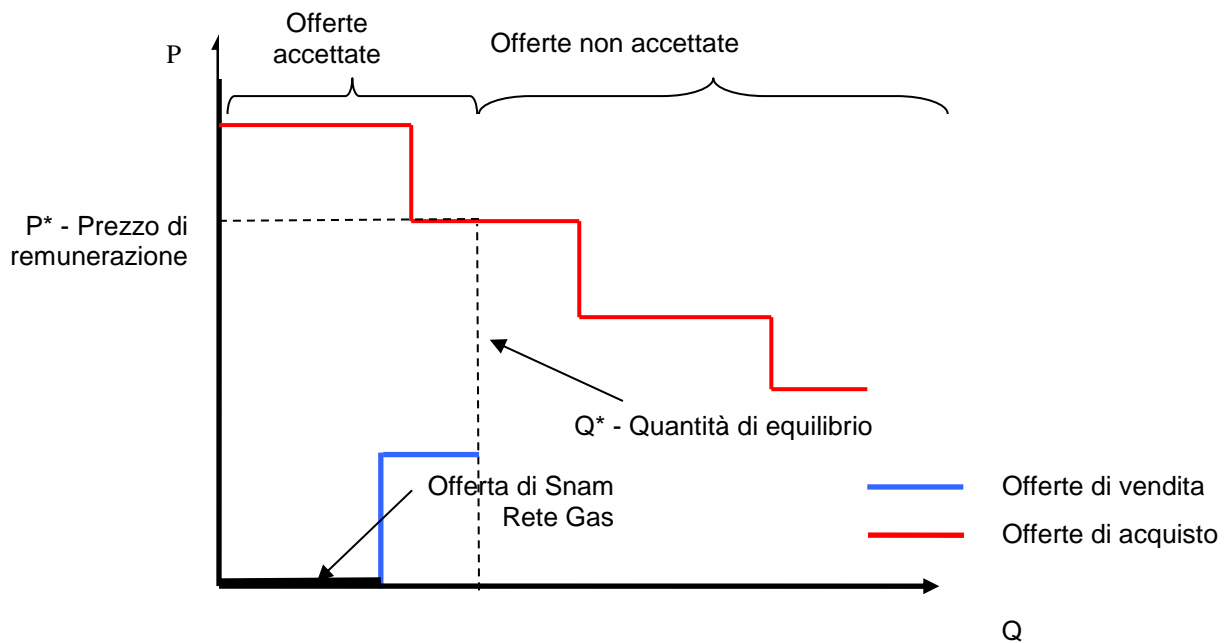 Offerte
accettate
Offerte non accettate
P
P* - Prezzo di
remunerazione
Q* - Quantità di equilibrio
Offerta di Snam
Rete Gas
Offerte di vendita
Offerte di acquisto
Q